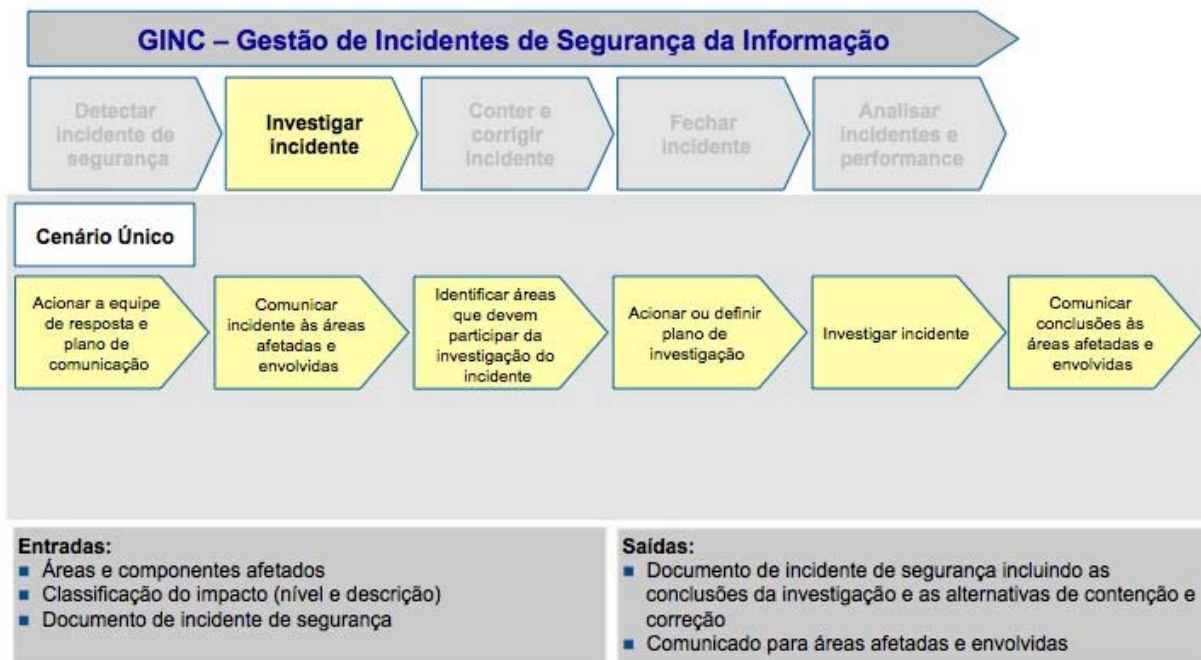 GINC – Gestão de Incidentes de Segurança da Informação
Detectar
incidente de
segurança
Investigar
incidente
Conter e
corrigir
incidente
Fechar
incidente
Analisar
incidentes e
performance
Cenário Único
Acionar a equipe
de resposta e
plano de
comunicação
Comunicar
incidente às áreas
afetadas e
envolvidas
Identificar áreas
que devem
participar da
investigação do
incidente
Acionar ou definir
plano de
investigação
Investigar incidente
Comunicar
conclusões às
áreas afetadas e
envolvidas
Entradas:
■ Áreas e componentes afetados
■ Classificação do impacto (nível e descrição)
■ Documento de incidente de segurança
Saídas:
■ Documento de incidente de segurança incluindo as
conclusões da investigação e as alternativas de contenção e
correção
■ Comunicado para áreas afetadas e envolvidas